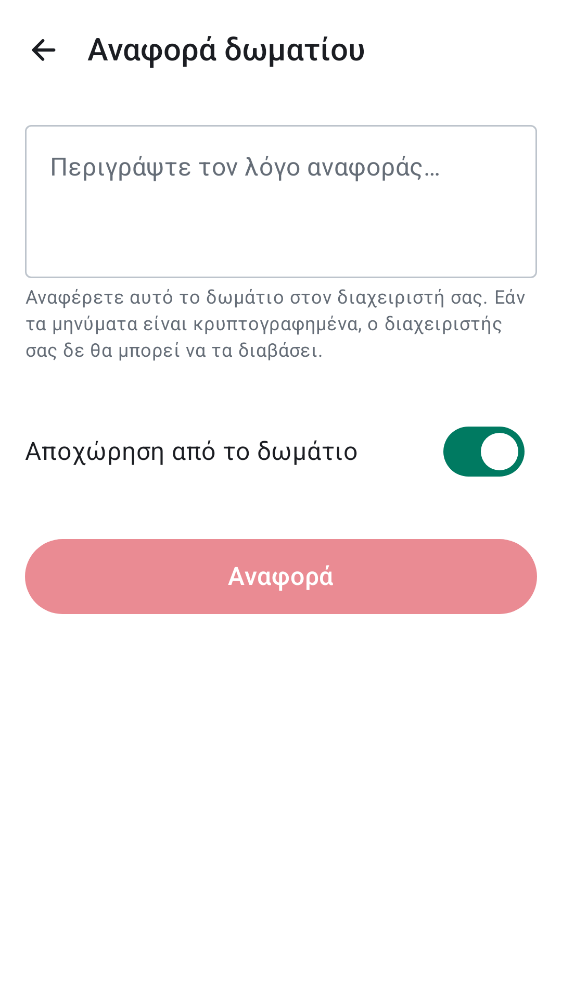 Αναφορά δωματίου
Περιγράψτε τον λόγο αναφοράς…
Αναφέρετε αυτό το δωμάτιο στον διαχειριστή σας. Εάν
τα μηνύματα είναι κρυπτογραφημένα, ο διαχειριστής
σας δε θα μπορεί να τα διαβάσει.
Αποχώρηση από το δωμάτιο
Αναφορά